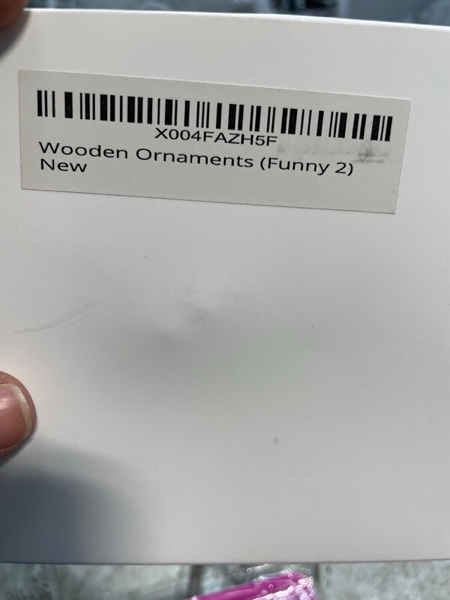 X004FAZH5F
Wooden Ornaments (Funny 2)
New